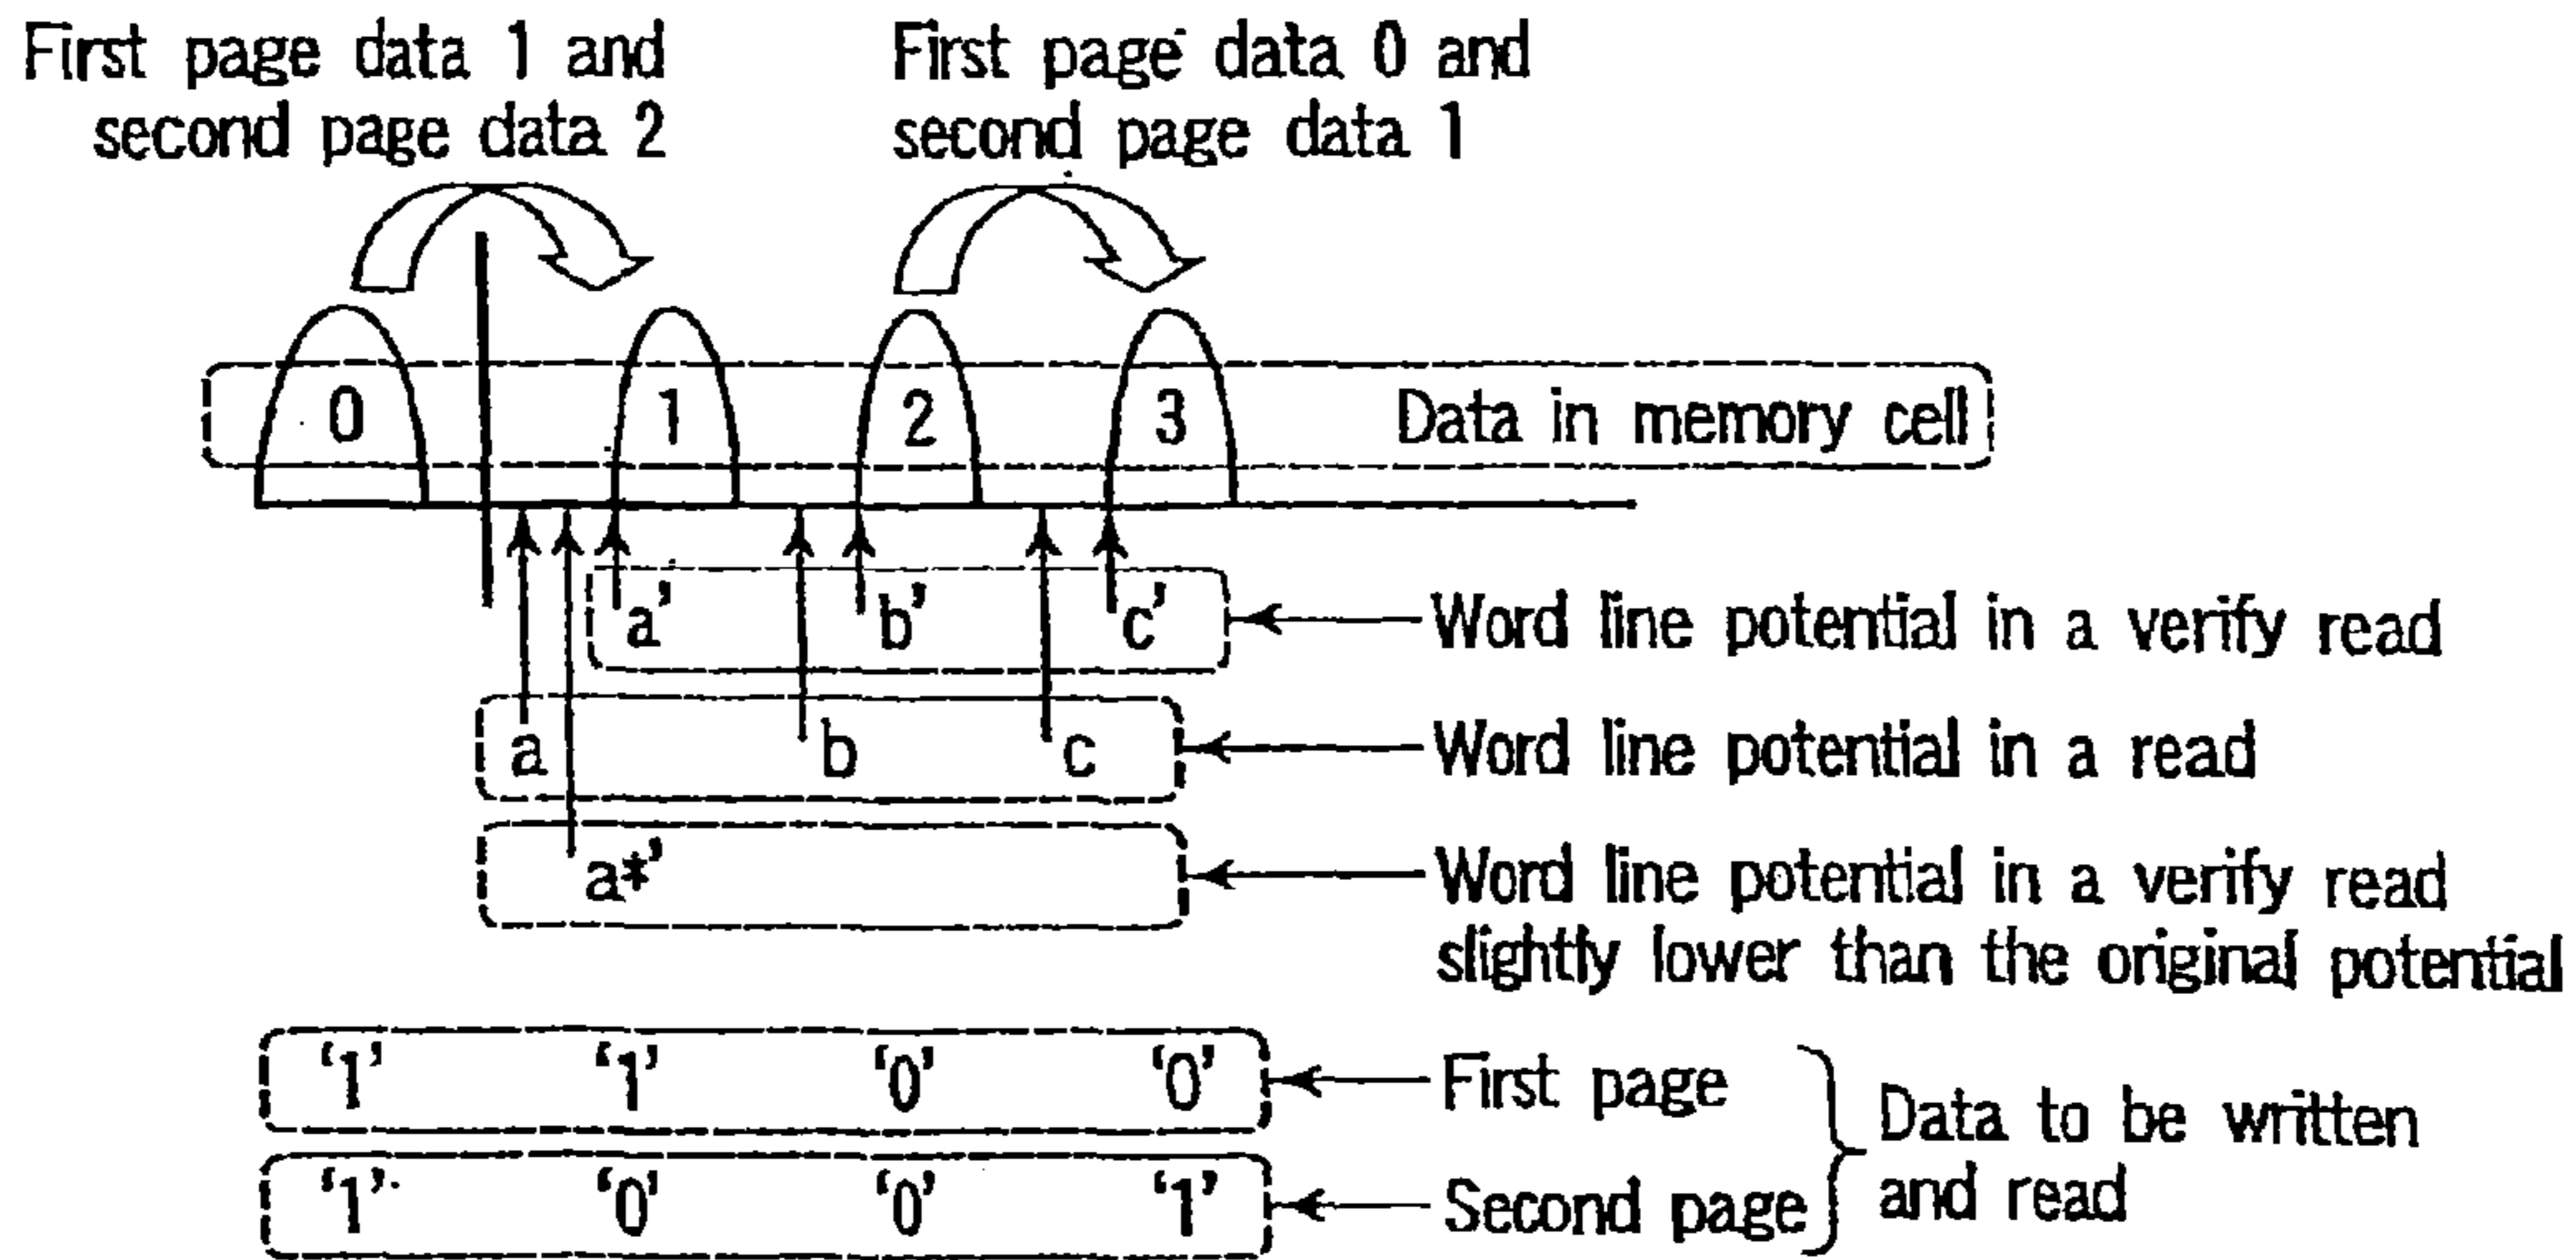 First page data 1 and
second page data 2
First page data 0 and
second page data 1
0 1 2 3 Data in memory cell
a' b' c' Word line potential in a verify read
a b c Word line potential in a read
a*' Word line potential in a verify read
slightly lower than the original potential
'1' '1' '0' '0' First page
'1' '0' '0' '1' Second page
Data to be written
and read